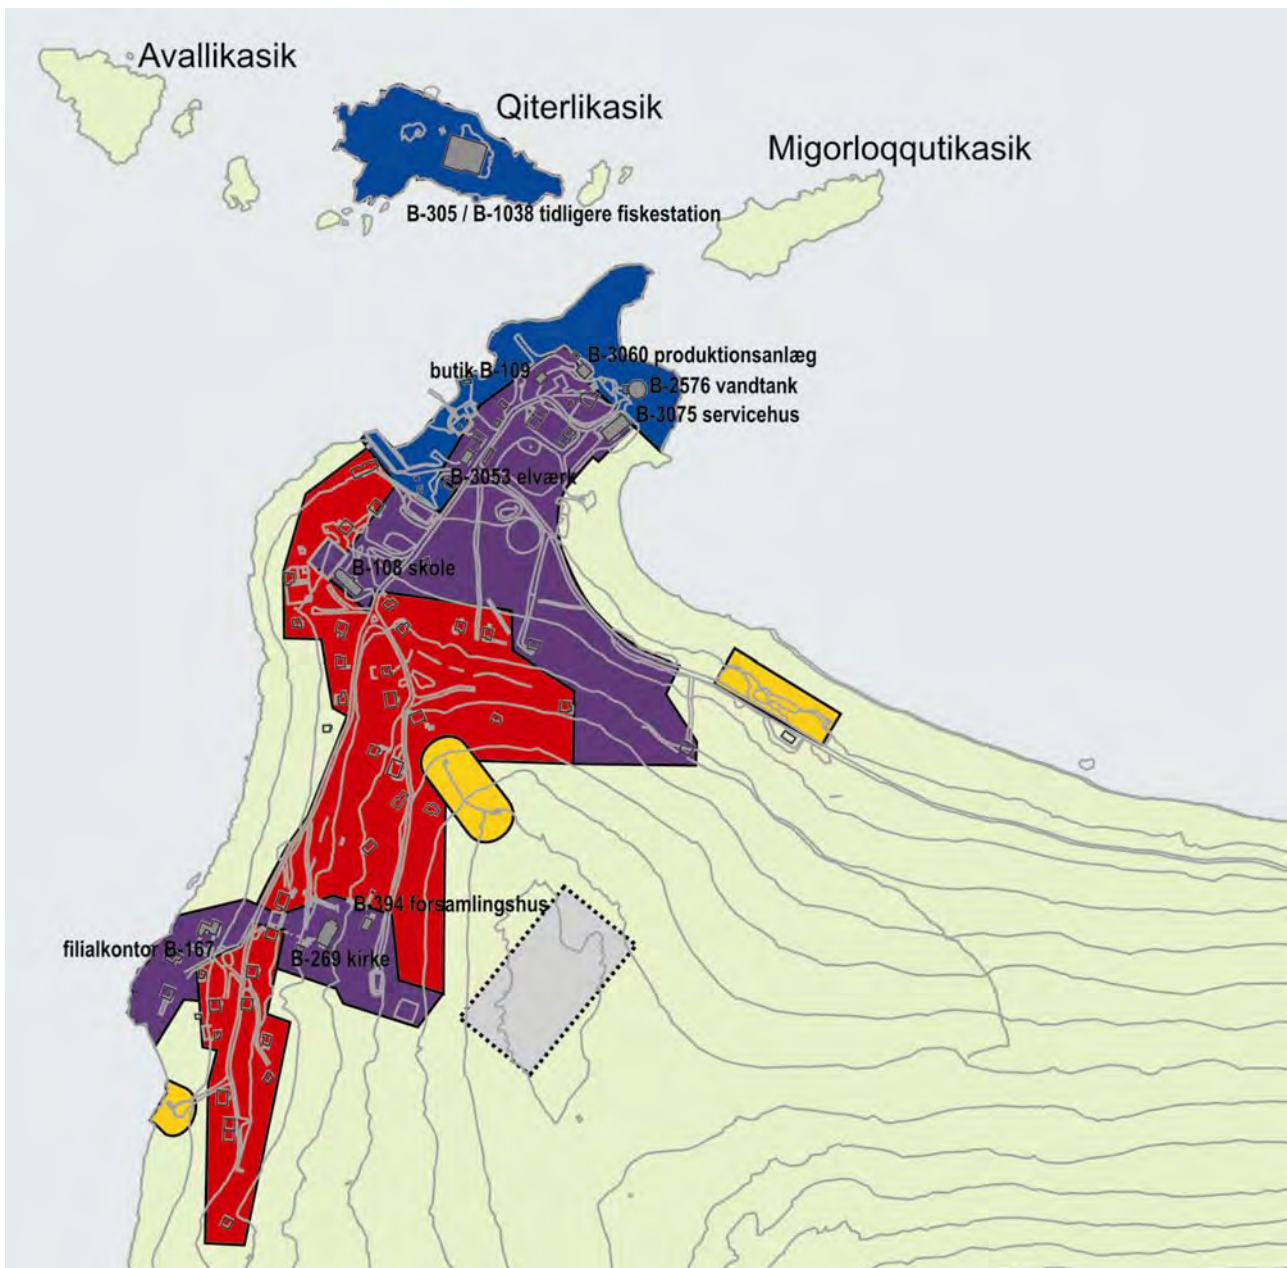 Avallikasik
Qiterlikasik
Migorloqqutikasik
B-305 / B-1038 tidligere fiskestation
B-3060 produktionsanlæg
butik B-109
B-2576 vandtank
B-3075 servicehus
B-3053 elværk
B-108 skole
B-394 forsamlingshus
filialkontor B-167
B-269 kirke